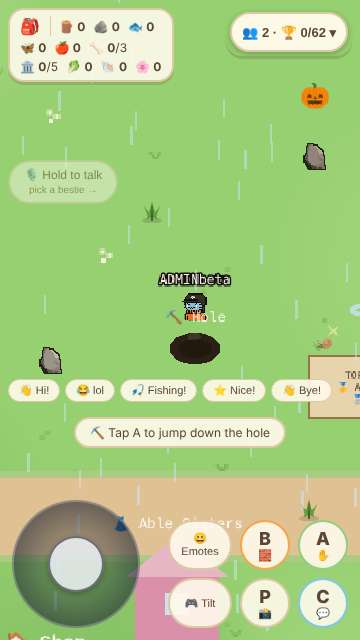 0 0 0
0 0 0/3
0/5 0 0 0
2 · 0/62 ▾
Hold to talk
pick a bestie →
ADMINbeta
Hole
TOP
Hi!
lol
Fishing!
Nice!
Bye!
Tap A to jump down the hole
Able Sisters
Emotes
B
A
Tilt
P
C
Shop